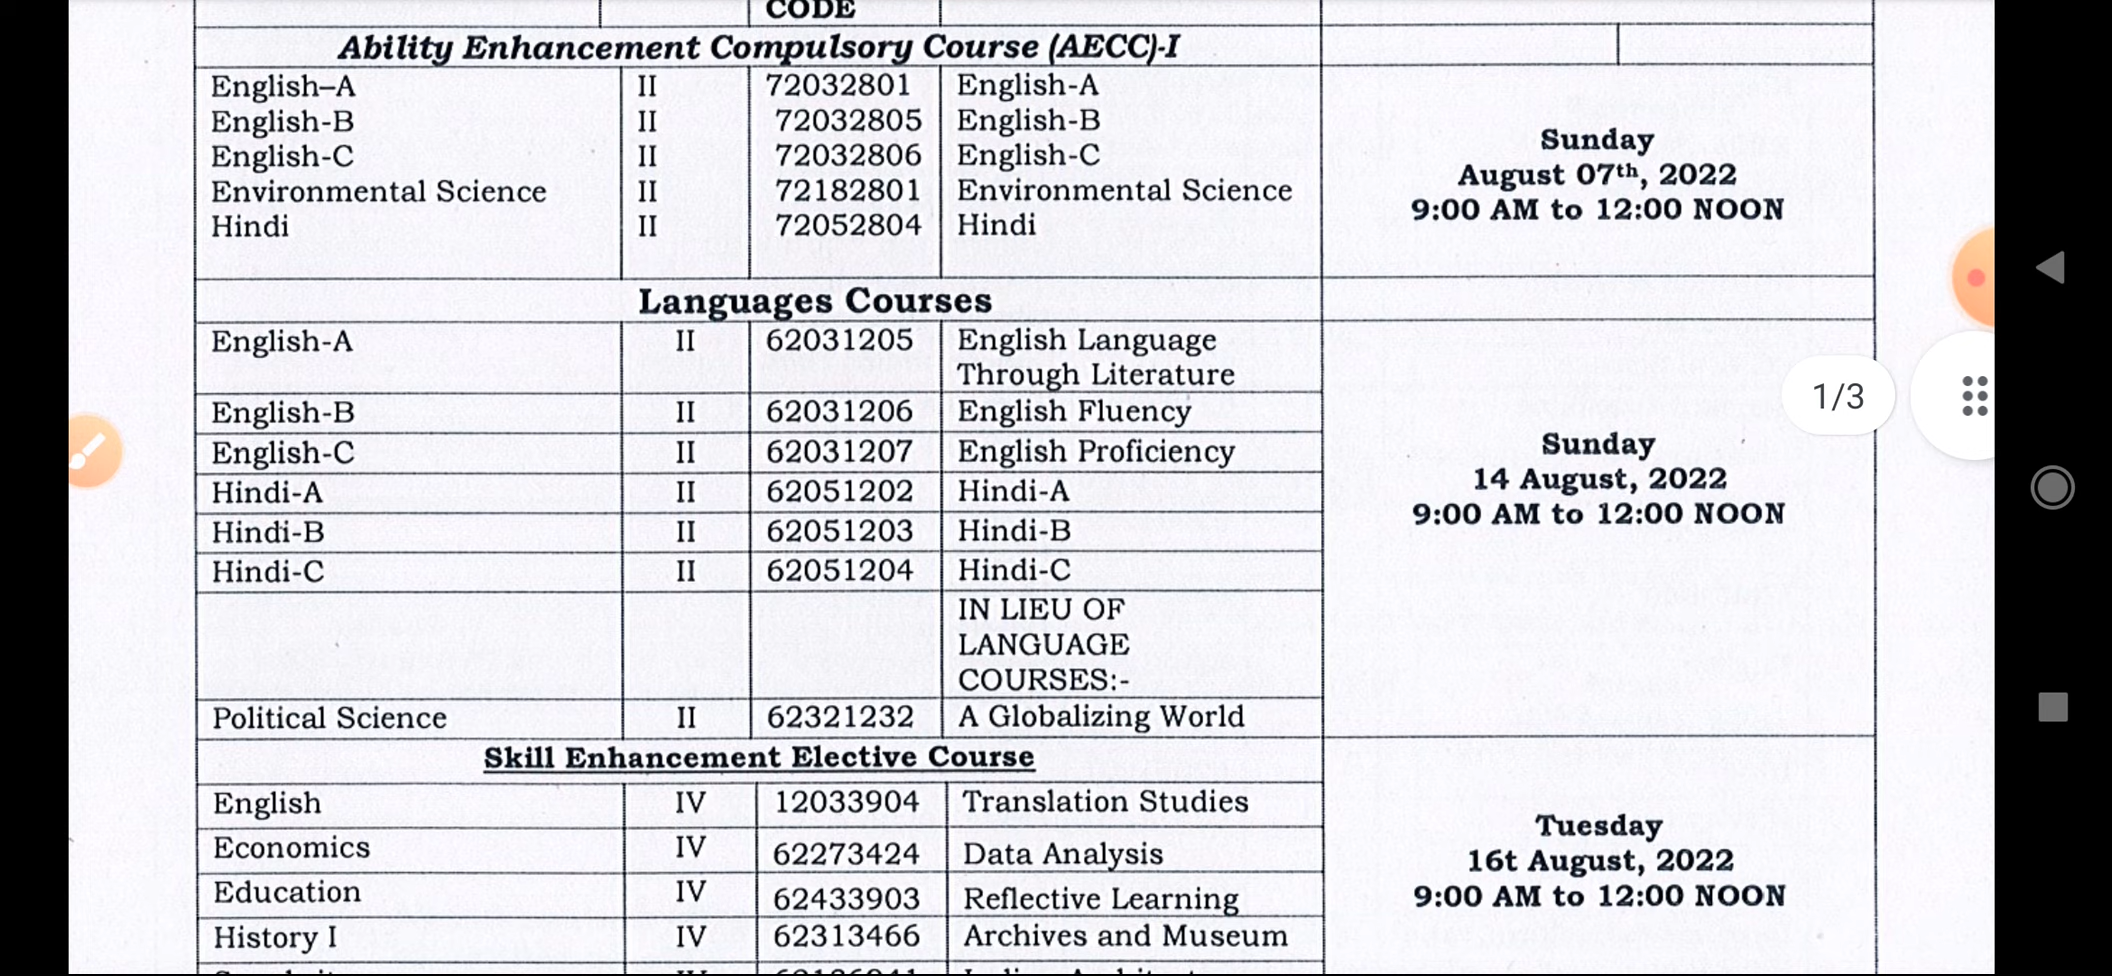 CODE
Ability Enhancement Compulsory Course (AECC)-I
English–A II 72032801 English-A
English-B II 72032805 English-B
English-C II 72032806 English-C
Environmental Science II 72182801 Environmental Science
Hindi II 72052804 Hindi
Sunday
August 07th, 2022
9:00 AM to 12:00 NOON
Languages Courses
English-A II 62031205 English Language
Through Literature
English-B II 62031206 English Fluency
English-C II 62031207 English Proficiency
Hindi-A II 62051202 Hindi-A
Hindi-B II 62051203 Hindi-B
Hindi-C II 62051204 Hindi-C
IN LIEU OF
LANGUAGE
COURSES:-
Political Science II 62321232 A Globalizing World
Sunday
14 August, 2022
9:00 AM to 12:00 NOON
1/3
Skill Enhancement Elective Course
English IV 12033904 Translation Studies
Economics IV 62273424 Data Analysis
Education IV 62433903 Reflective Learning
History I IV 62313466 Archives and Museum
Tuesday
16t August, 2022
9:00 AM to 12:00 NOON